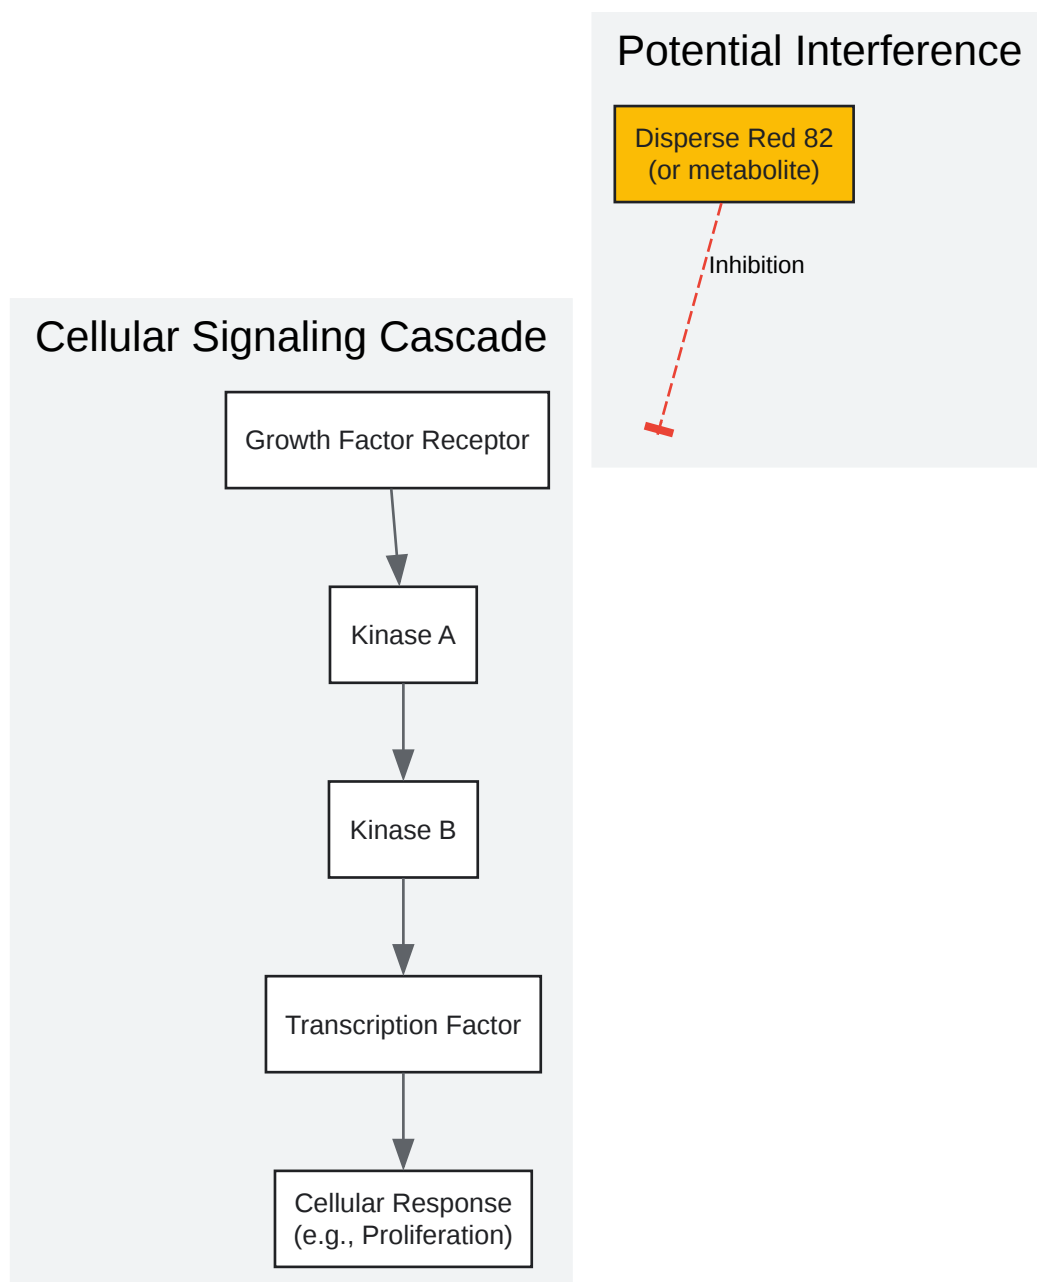 Potential Interference
Disperse Red 82
(or metabolite)
Inhibition
Cellular Signaling Cascade
Growth Factor Receptor
Kinase A
Kinase B
Transcription Factor
Cellular Response
(e.g., Proliferation)